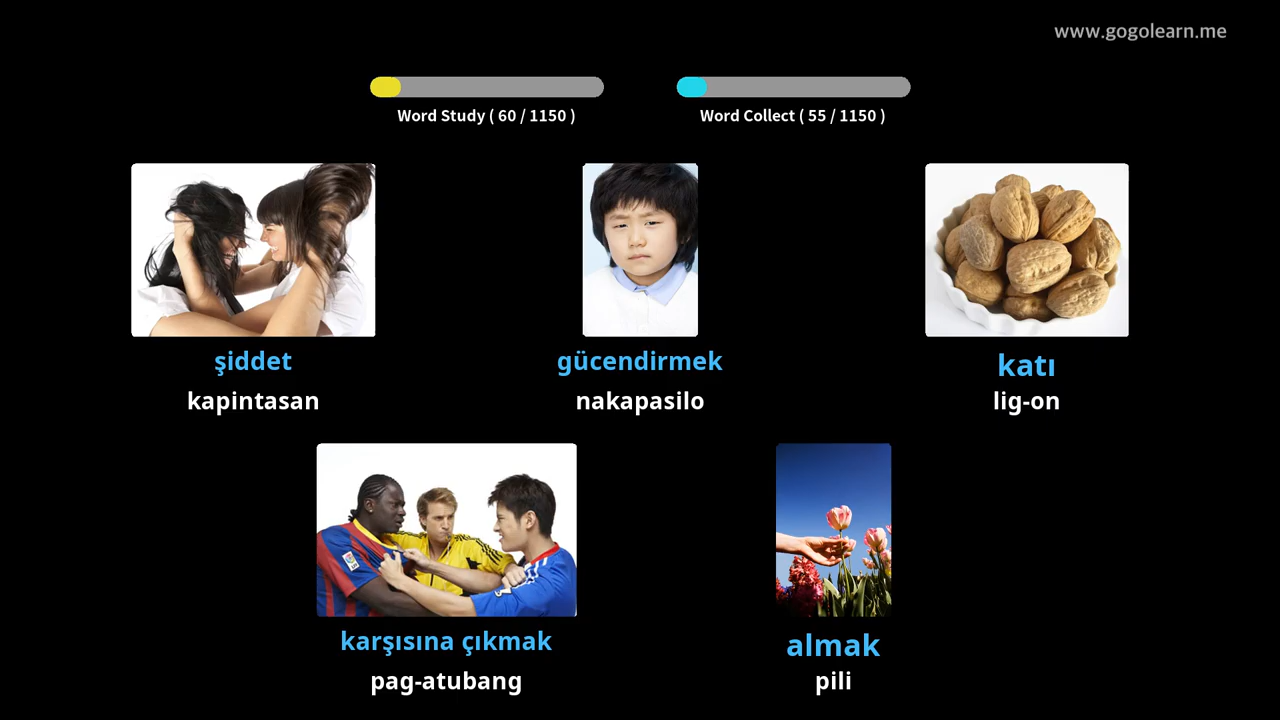 www.gogolearn.me
Word Study ( 60 / 1150 )
Word Collect ( 55 / 1150 )
şiddet
kapintasan
gücendirmek
nakapasilo
katı
lig-on
karşısına çıkmak
pag-atubang
almak
pili